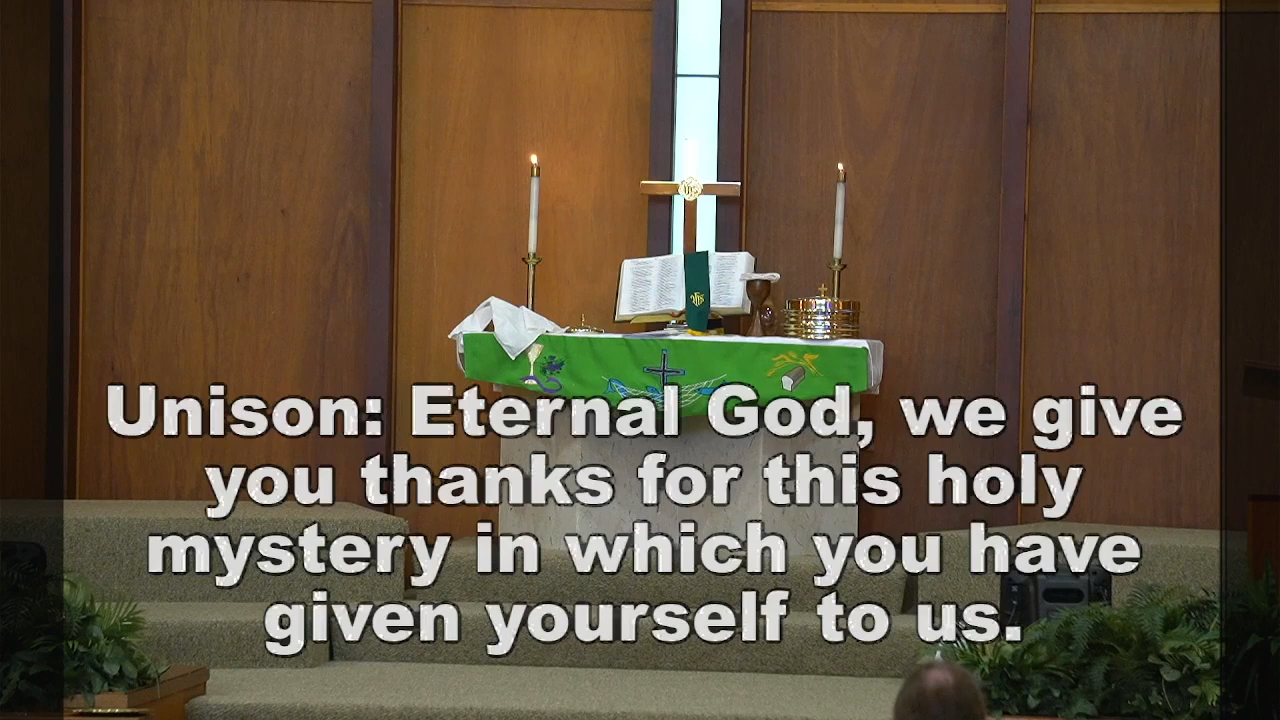 Unison: Eternal God, we give
you thanks for this holy
mystery in which you have
given yourself to us.